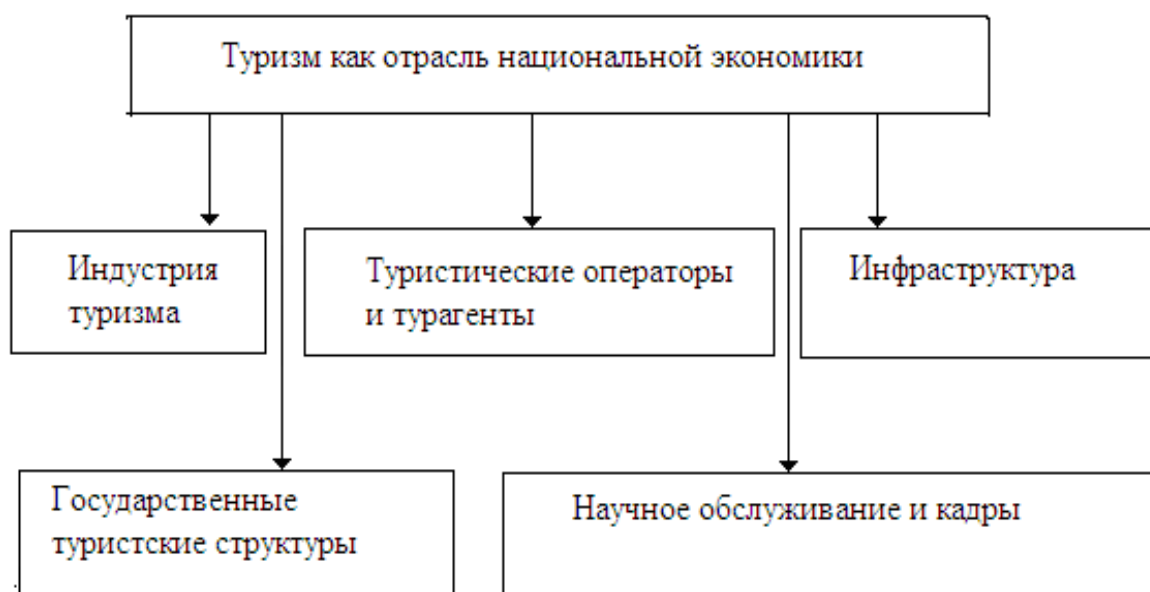 Туризм как отрасль национальной экономики
Индустрия
туризма
Туристические операторы
и турагенты
Инфраструктура
Государственные
туристские структуры
Научное обслуживание и кадры